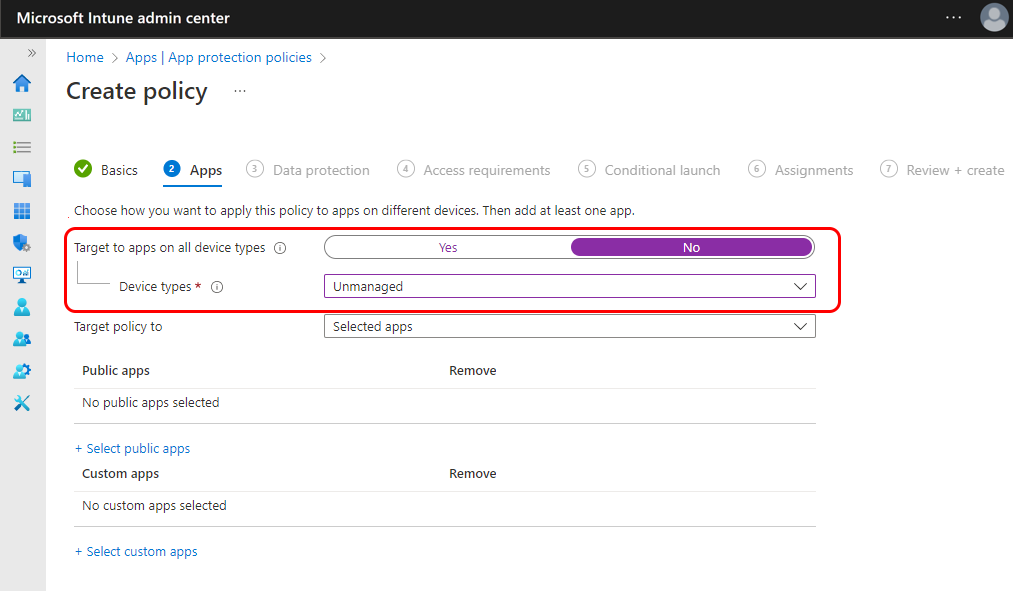 Microsoft Intune admin center ...
» Home > Apps | App protection policies >
Create policy ...
Basics 2 Apps 3 Data protection 4 Access requirements 5 Conditional launch 6 Assignments 7 Review + create
Choose how you want to apply this policy to apps on different devices. Then add at least one app.
Target to apps on all device types Yes No
Device types * Unmanaged
Target policy to Selected apps
Public apps Remove
No public apps selected
+ Select public apps
Custom apps Remove
No custom apps selected
+ Select custom apps